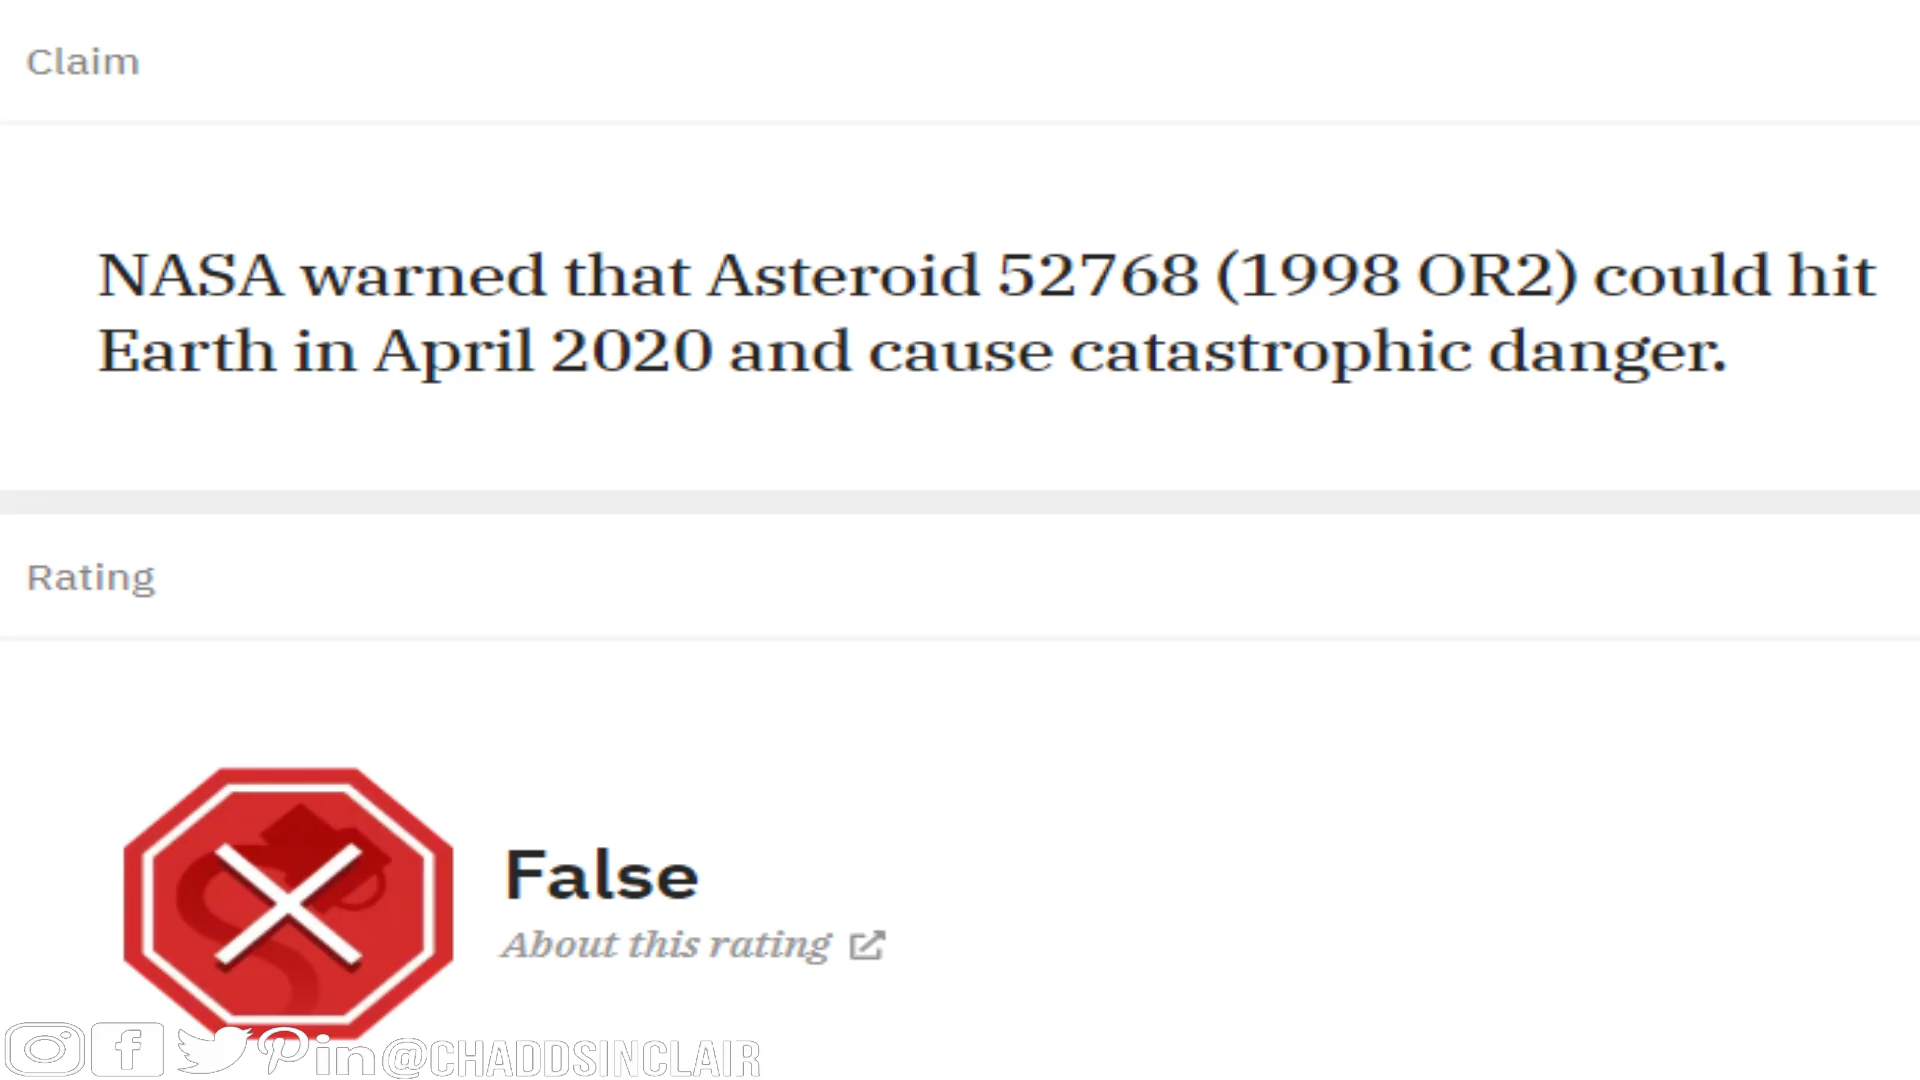 Claim
NASA warned that Asteroid 52768 (1998 OR2) could hit
Earth in April 2020 and cause catastrophic danger.
Rating
False
About this rating
@CHADDSINCLAIR